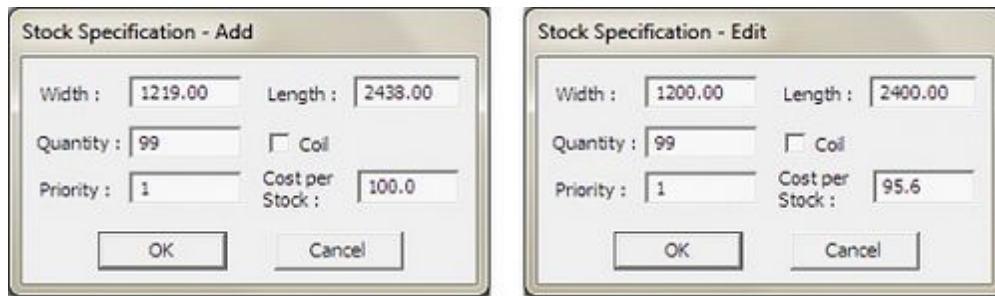 Stock Specification - Add
Width : 1219.00 Length : 2438.00
Quantity : 99 Coil
Priority : 1 Cost per Stock : 100.0
OK Cancel
Stock Specification - Edit
Width : 1200.00 Length : 2400.00
Quantity : 99 Coil
Priority : 1 Cost per Stock : 95.6
OK Cancel